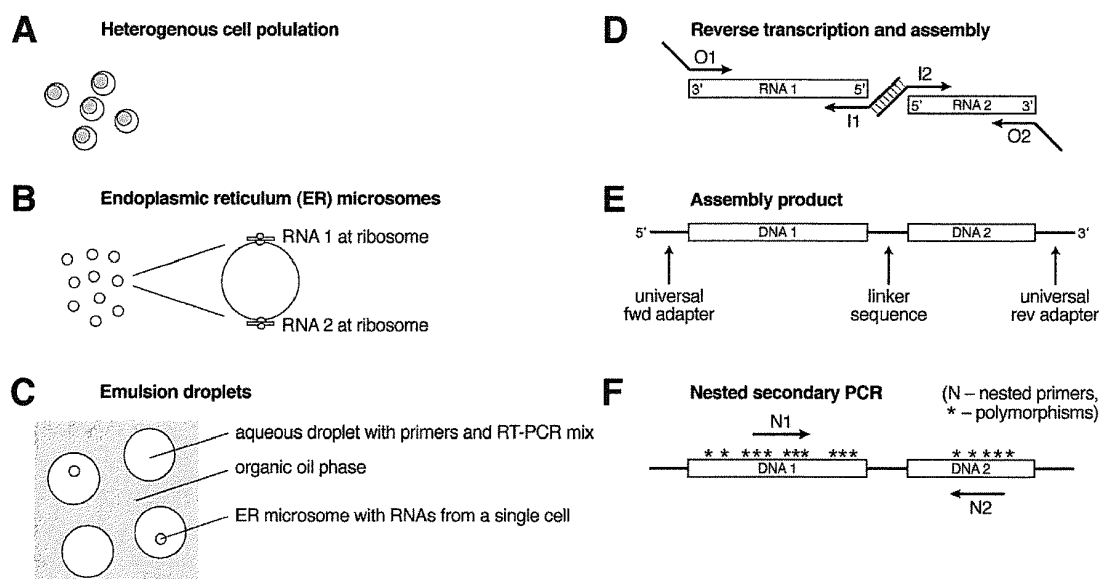 A Heterogenous cell polulation
B Endoplasmic reticulum (ER) microsomes
RNA 1 at ribosome
RNA 2 at ribosome
C Emulsion droplets
aqueous droplet with primers and RT-PCR mix
organic oil phase
ER microsome with RNAs from a single cell
D Reverse transcription and assembly
O1
I2
3' RNA 1 5'
5' RNA 2 3'
I1
O2
E Assembly product
5' DNA 1 DNA 2 3'
universal
fwd adapter
linker
sequence
universal
rev adapter
F Nested secondary PCR
(N – nested primers,
* – polymorphisms)
N1
** *** *** *** ** ****
DNA 1 DNA 2
N2